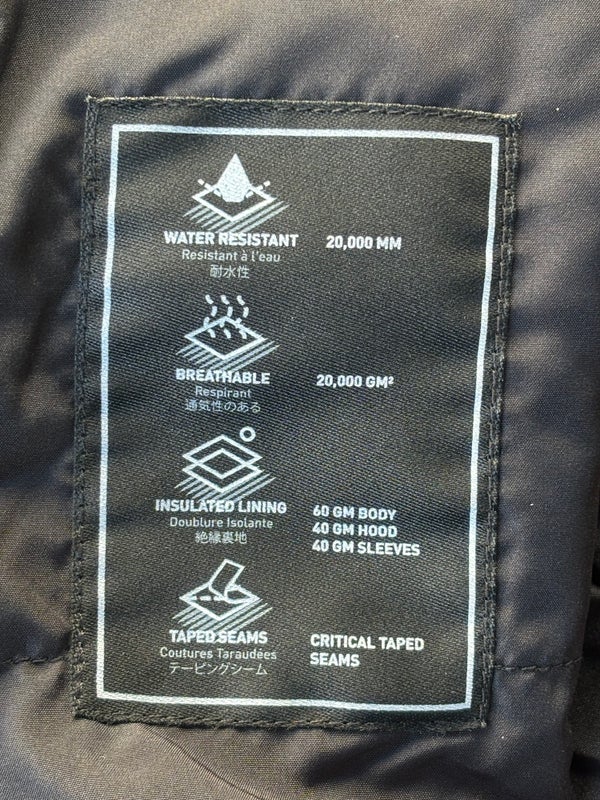 WATER RESISTANT 20,000 MM
Resistant à l'eau
耐水性
BREATHABLE 20,000 GM²
Respirant
通気性のある
INSULATED LINING 60 GM BODY
Doublure Isolante 40 GM HOOD
絶縁裏地 40 GM SLEEVES
TAPED SEAMS CRITICAL TAPED
Coutures Taraudées SEAMS
テーピングシーム